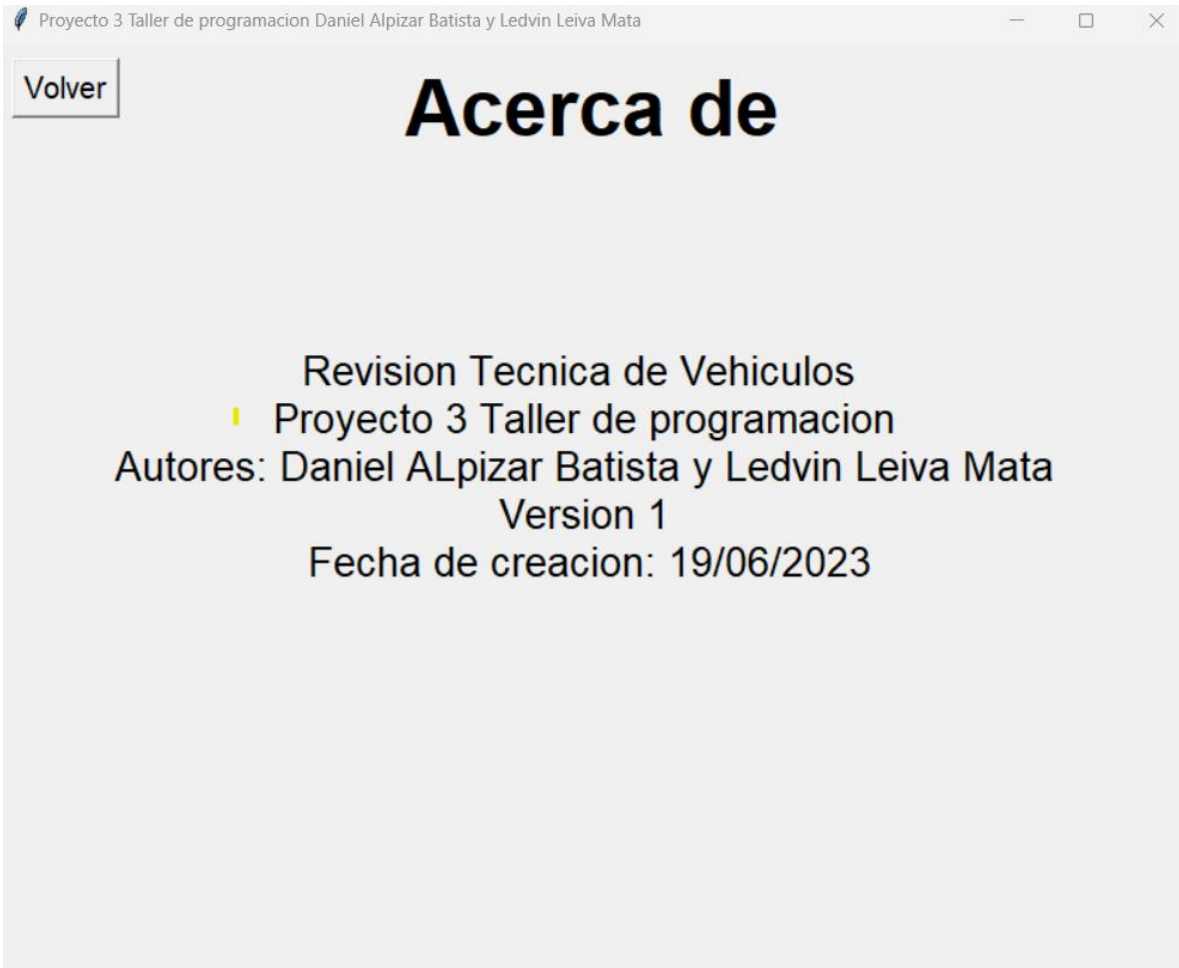 Proyecto 3 Taller de programacion Daniel Alpizar Batista y Ledvin Leiva Mata
Volver
Acerca de
Revision Tecnica de Vehiculos
Proyecto 3 Taller de programacion
Autores: Daniel ALpizar Batista y Ledvin Leiva Mata
Version 1
Fecha de creacion: 19/06/2023